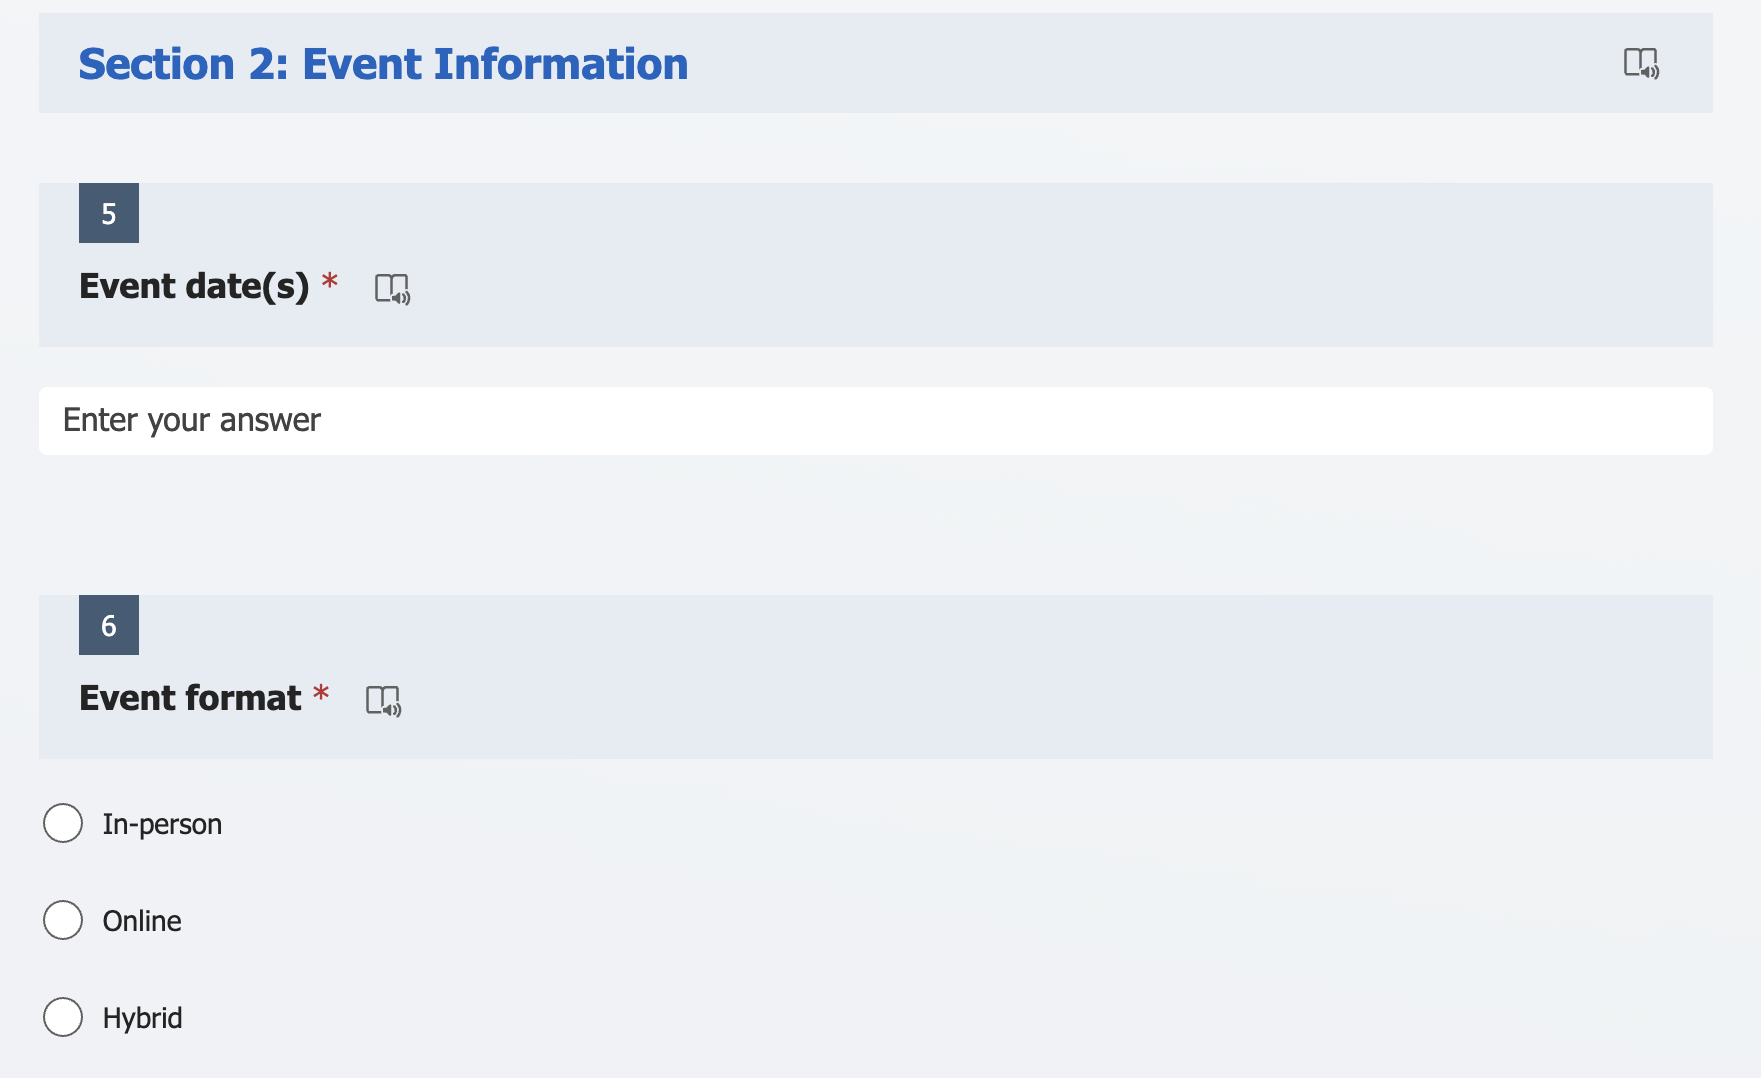 Section 2: Event Information
5
Event date(s) *
Enter your answer
6
Event format *
In-person
Online
Hybrid